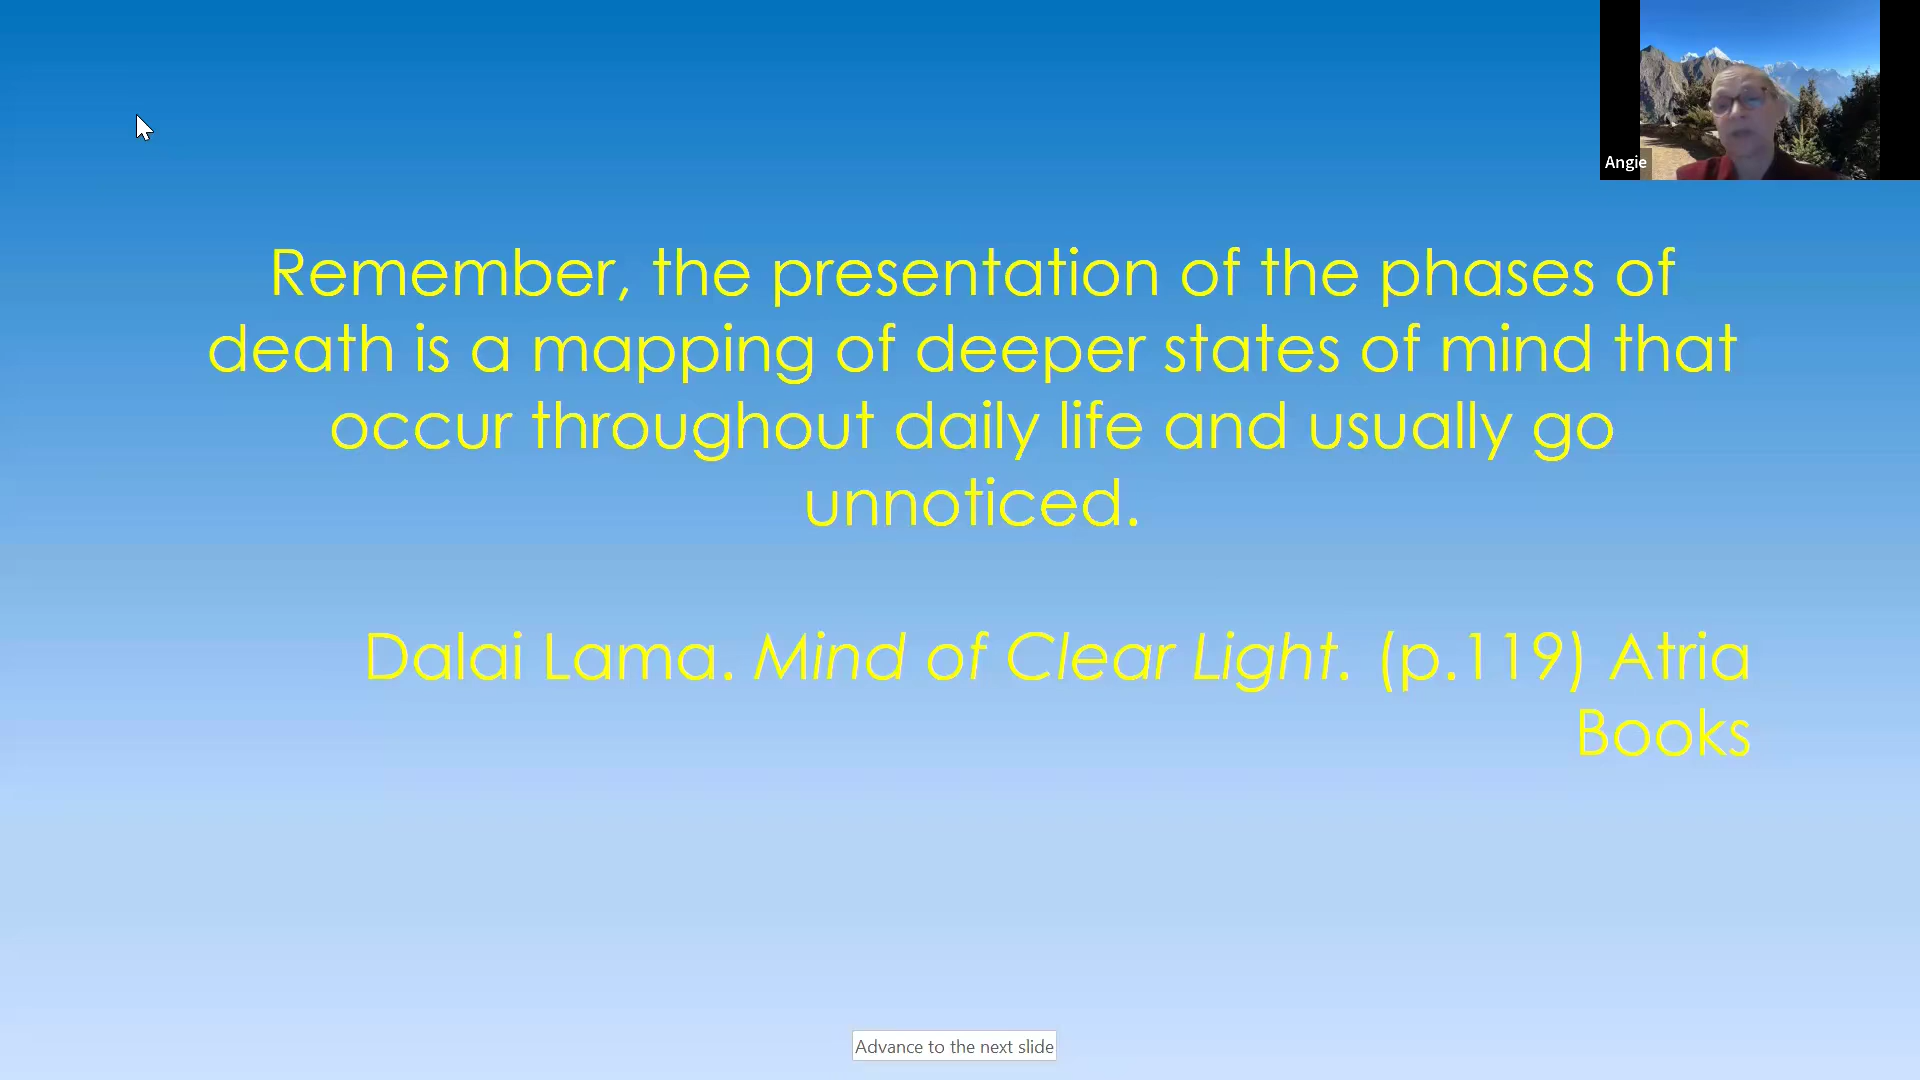 Angie
Remember, the presentation of the phases of
death is a mapping of deeper states of mind that
occur throughout daily life and usually go
unnoticed.
Dalai Lama. Mind of Clear Light. (p.119) Atria
Books
Advance to the next slide